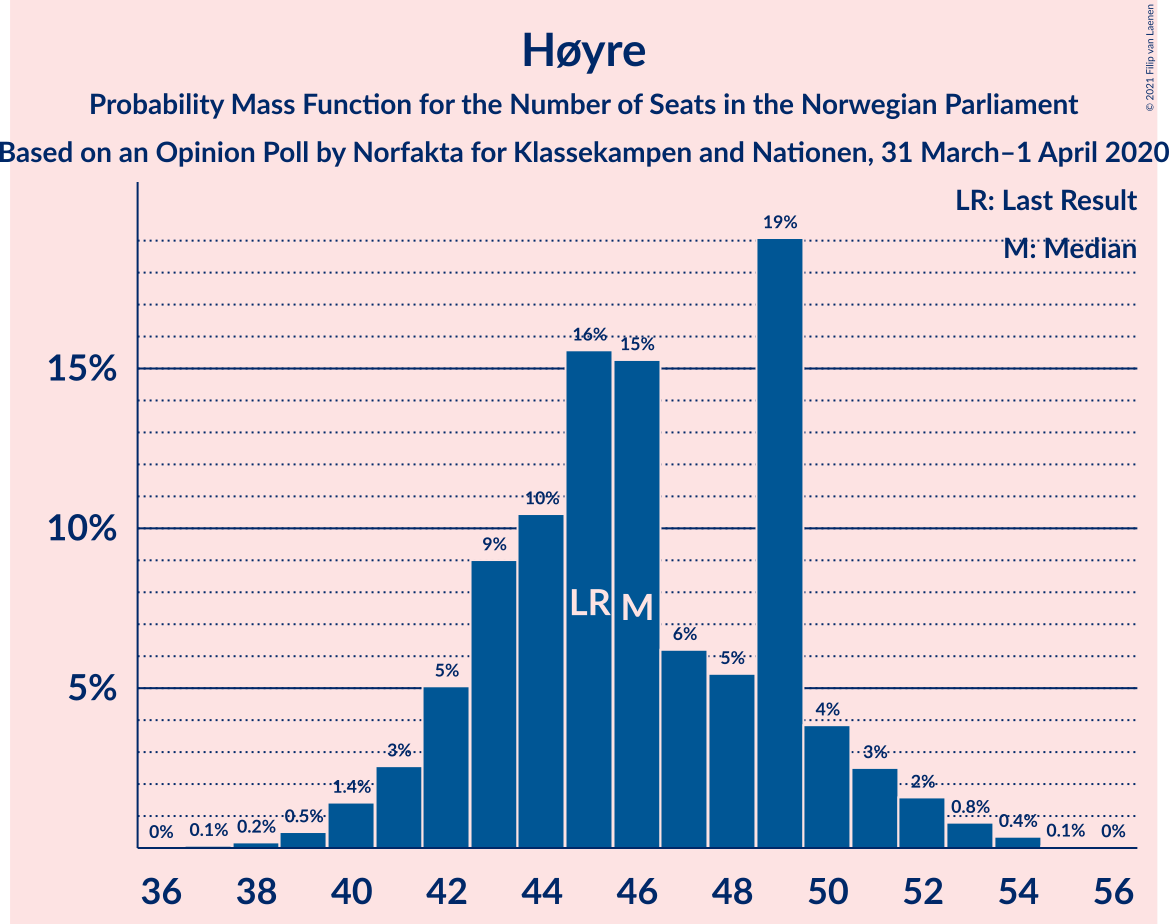 Høyre
Probability Mass Function for the Number of Seats in the Norwegian Parliament
Based on an Opinion Poll by Norfakta for Klassekampen and Nationen, 31 March–1 April 2020
© 2021 Filip van Laenen
LR: Last Result
M: Median
15%
10%
5%
0%
0.1%
0.2%
0.5%
1.4%
3%
5%
9%
10%
16%
15%
6%
5%
19%
4%
3%
2%
0.8%
0.4%
0.1%
0%
LR
M
36 38 40 42 44 46 48 50 52 54 56